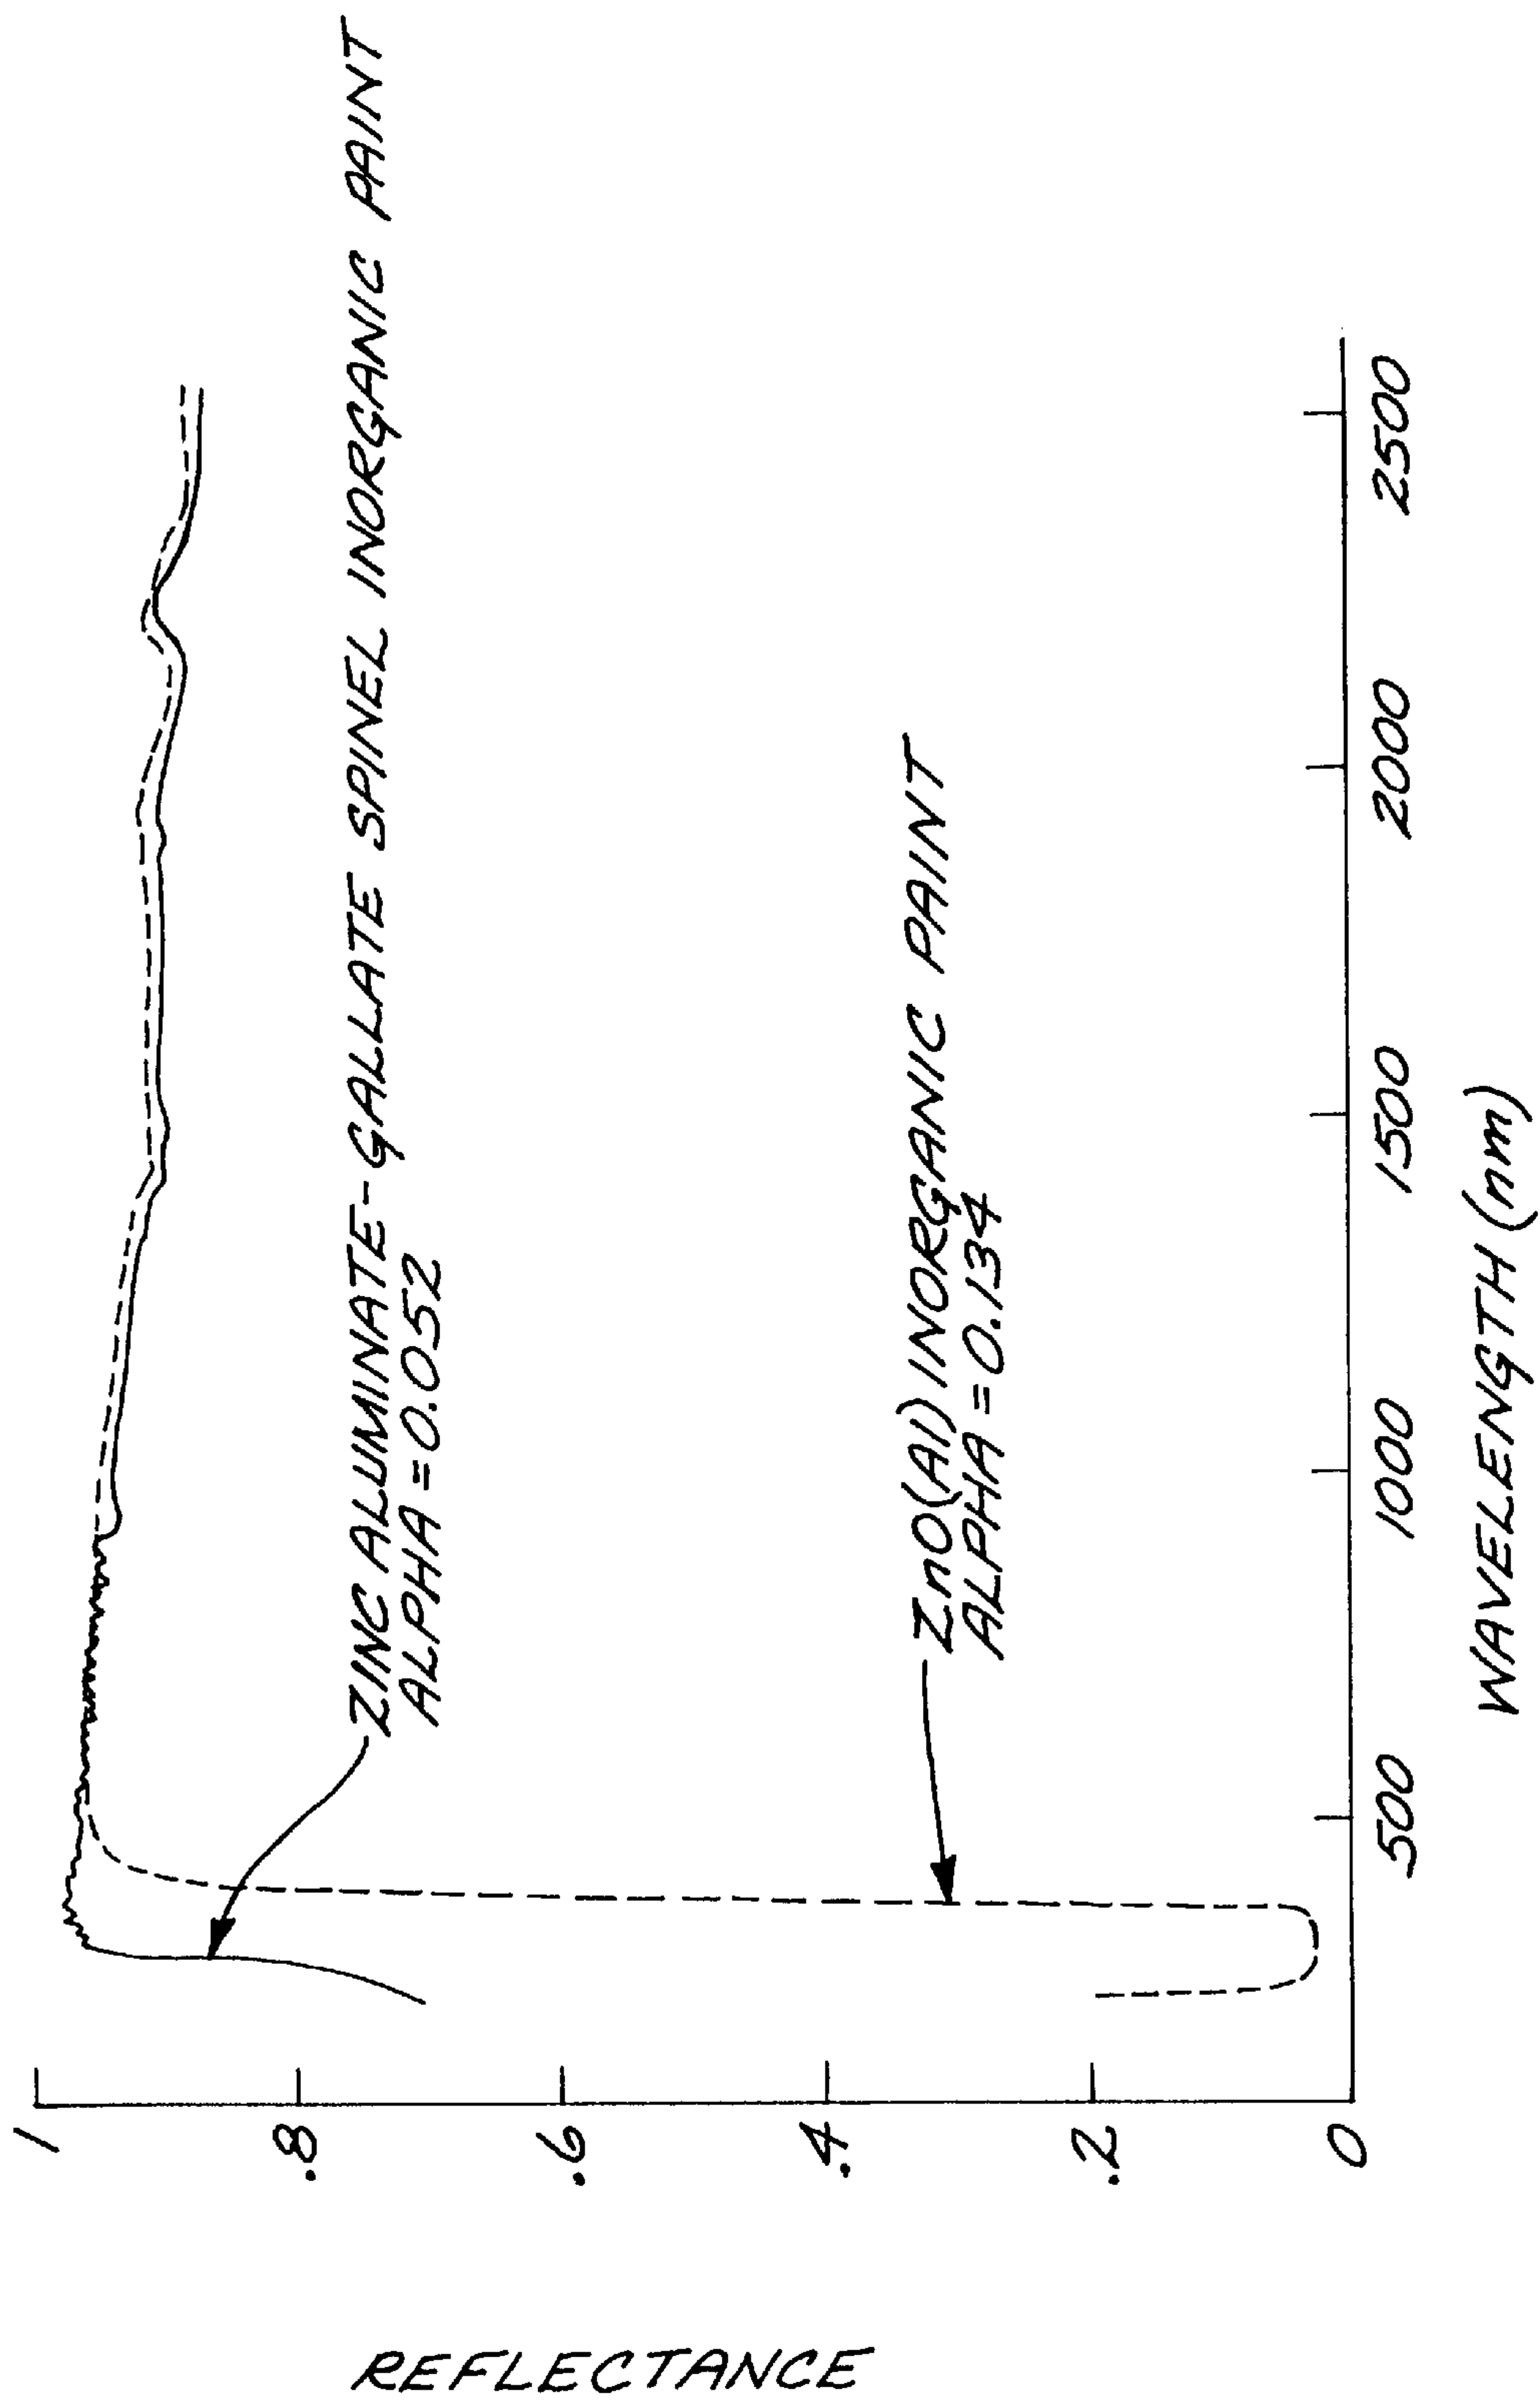 REFLECTANCE
1
.8
.6
.4
.2
0
ZINC ALUMINATE-GALLATE SPINEL INORGANIC PAINT
ALPHA = 0.052
ZnO(Al) INORGANIC PAINT
ALPHA = 0.134
500
1000
1500
2000
2500
WAVELENGTH (nm)